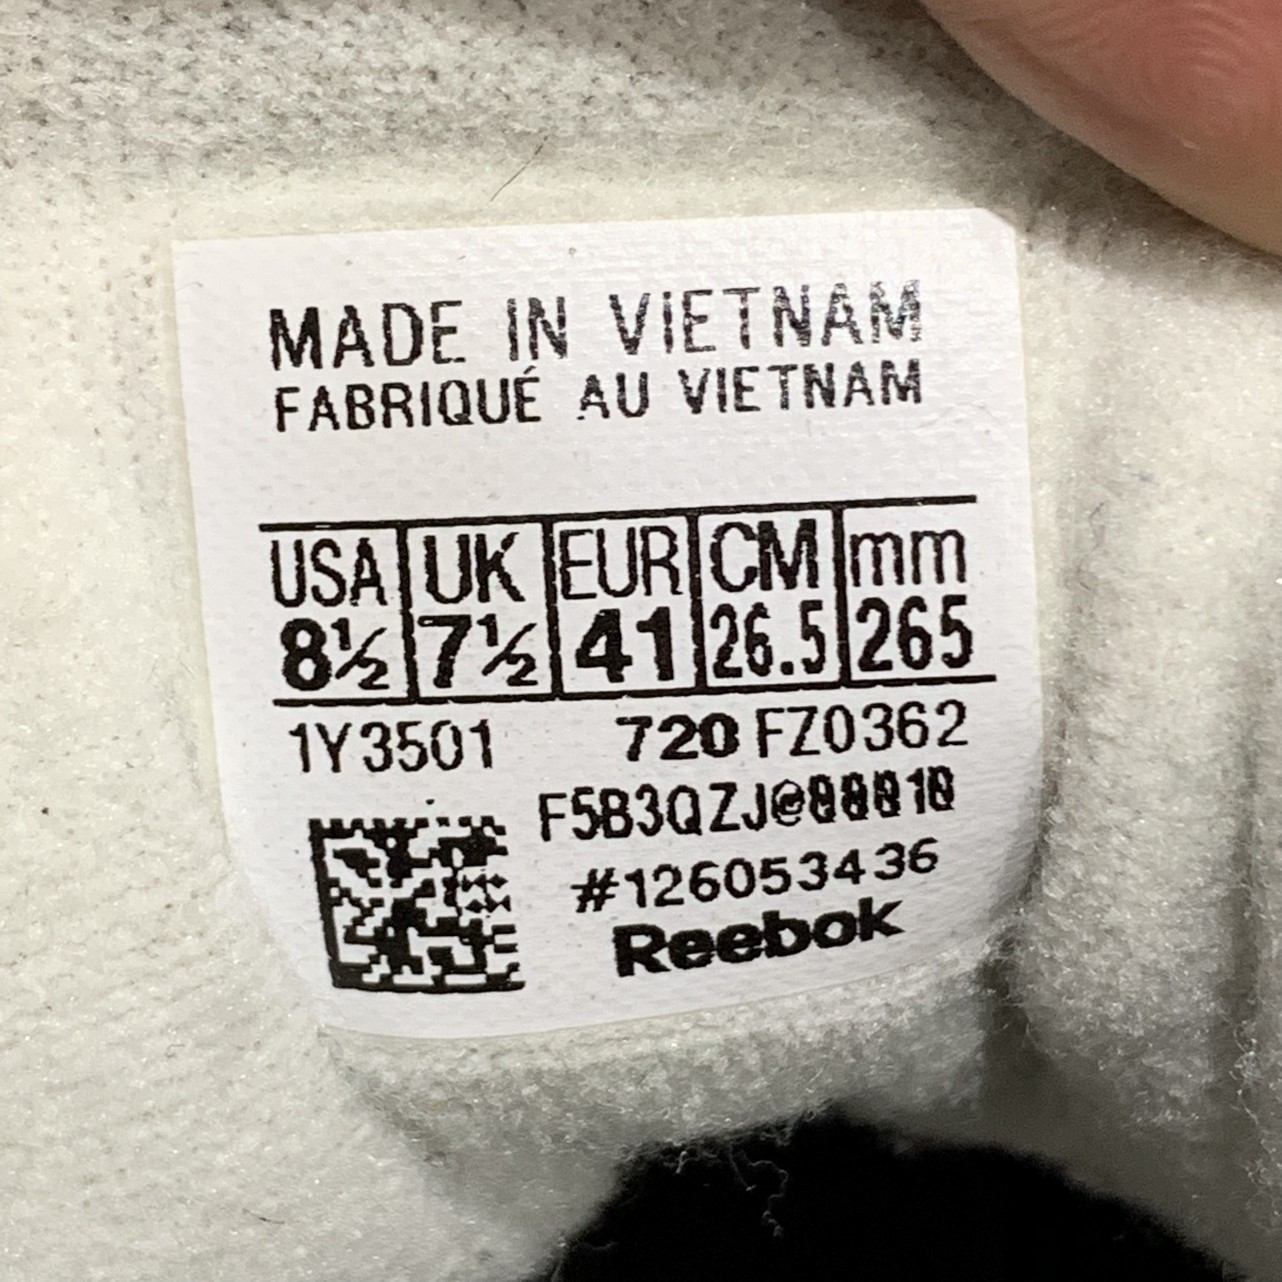 MADE IN VIETNAM
FABRIQUÉ AU VIETNAM
USA UK EUR CM mm
8½ 7½ 41 26.5 265
1Y3501 720 FZ0362
#126053436
Reebok